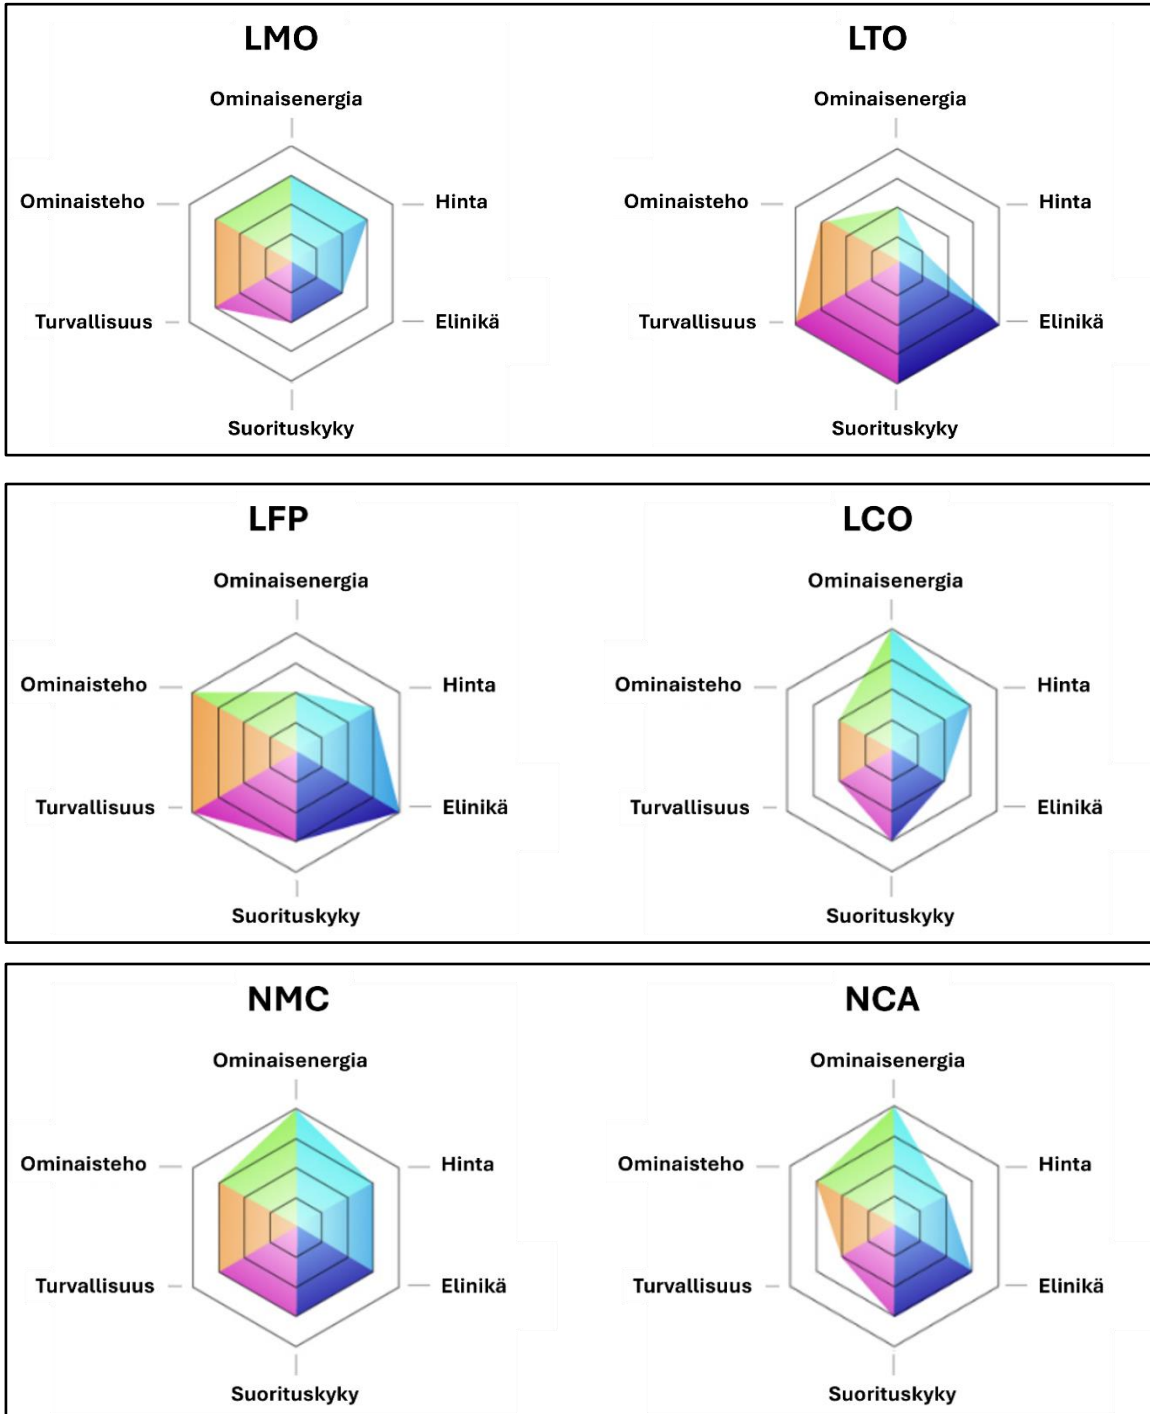 LMO
Ominaisenergia
Ominaisteho
Hinta
Turvallisuus
Elinikä
Suorituskyky
LTO
Ominaisenergia
Ominaisteho
Hinta
Turvallisuus
Elinikä
Suorituskyky
LFP
Ominaisenergia
Ominaisteho
Hinta
Turvallisuus
Elinikä
Suorituskyky
LCO
Ominaisenergia
Ominaisteho
Hinta
Turvallisuus
Elinikä
Suorituskyky
NMC
Ominaisenergia
Ominaisteho
Hinta
Turvallisuus
Elinikä
Suorituskyky
NCA
Ominaisenergia
Ominaisteho
Hinta
Turvallisuus
Elinikä
Suorituskyky